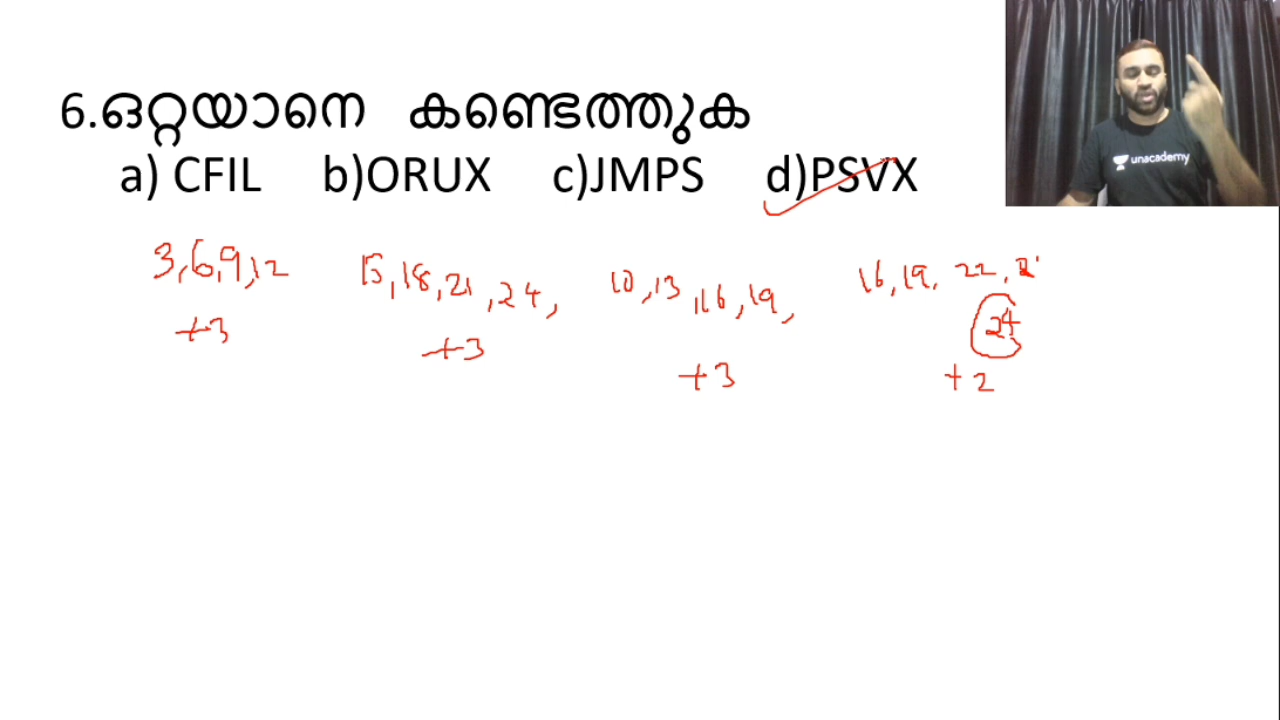 6.ഒറ്റയാനെ കണ്ടെത്തുക
a) CFIL b)ORUX c)JMPS d)PSVX
unacademy
3,6,9,12 15,18,21,24, 10,13,16,19, 16,19,22,
24
+3 +3 +3 +2